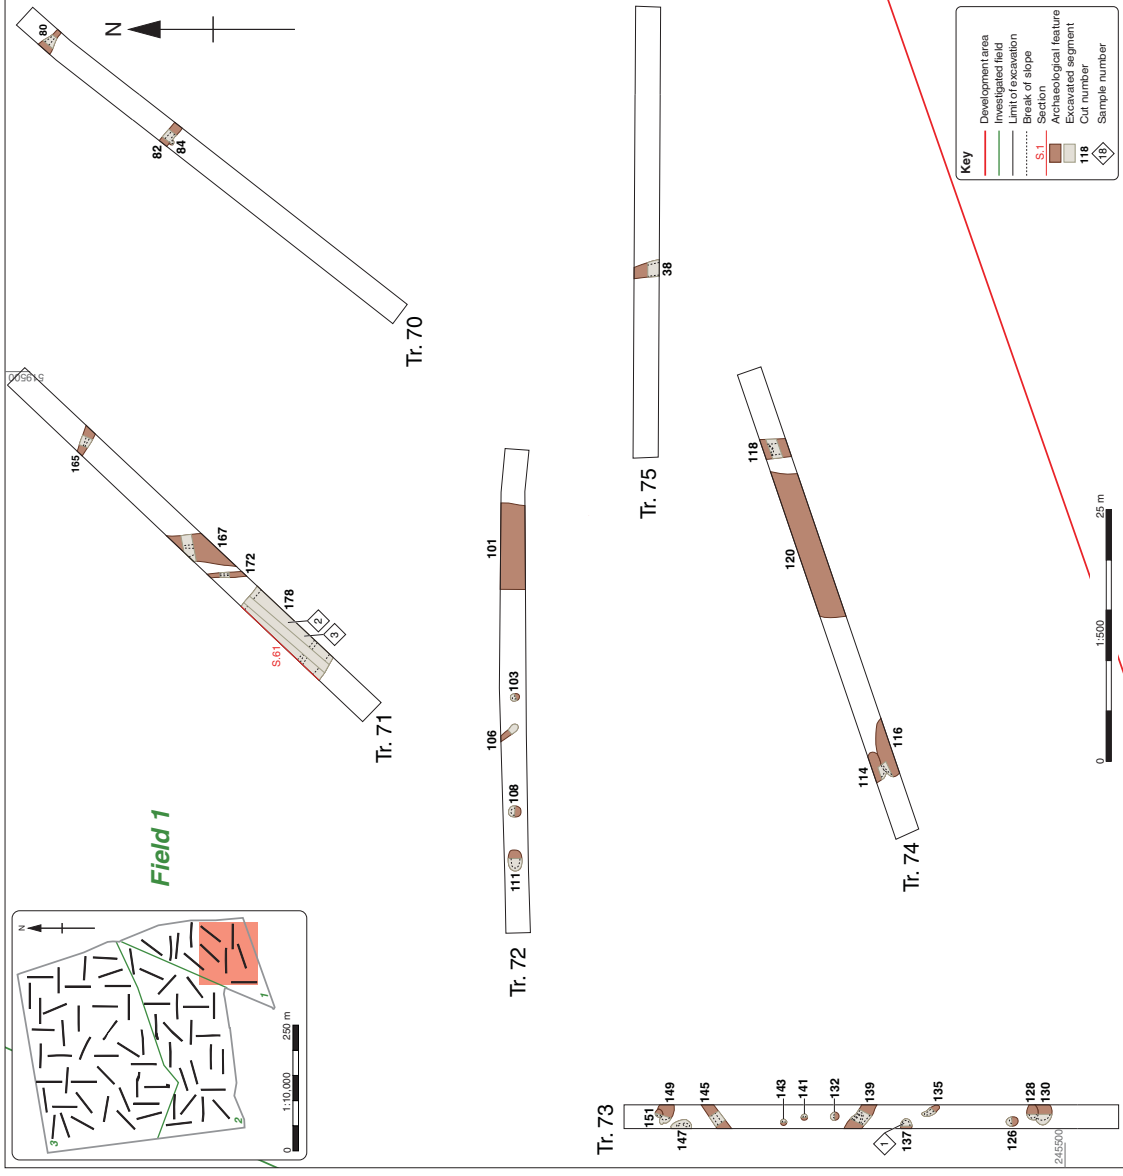 80
N
82
84
Tr. 70
519500
165
167
172
178
2
3
S.61
Tr. 71
38
Tr. 75
Key
Development area
Investigated field
Limit of excavation
Break of slope
S.1 Section
Archaeological feature
Excavated segment
118 Cut number
18 Sample number
101
103
106
108
111
Tr. 72
118
120
116
114
Tr. 74
0 1:500 25 m
Field 1
N
3
2
1
0 1:10,000 250 m
Tr. 73
151
149
147
145
143
141
132
139
1
137
135
126
128
130
245500